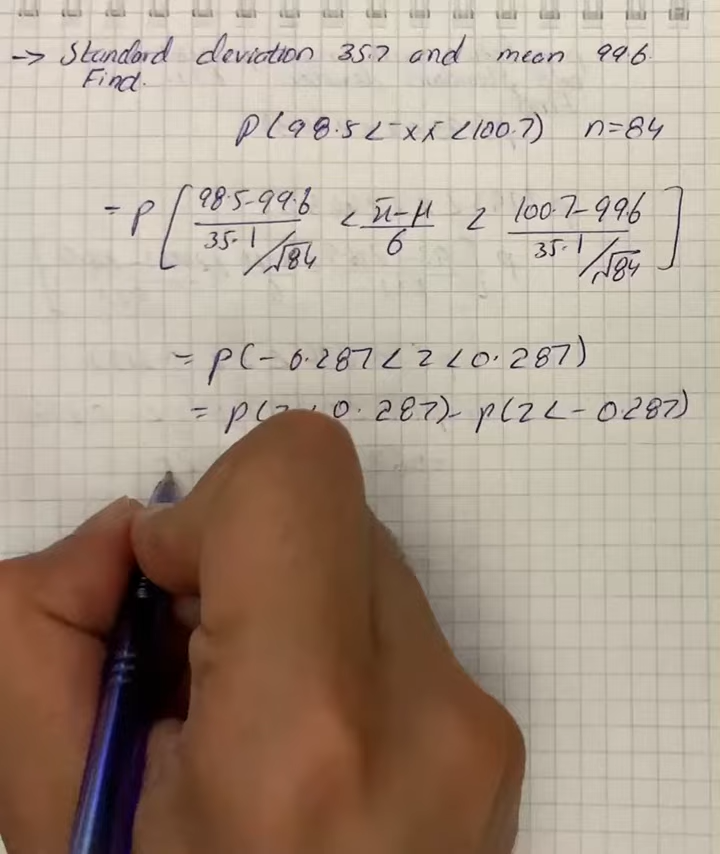 → Standard deviation 35.7 and mean 99.6
Find.
P(98.5 < x̄x̄ < 100.7) n=84
= P[ (98.5-99.6)/(35.1/√84) < (x̄-μ)/6 < (100.7-99.6)/(35.1/√84) ]
= P(-0.287 < z < 0.287)
= P( 0.287) - P(z < -0.287)